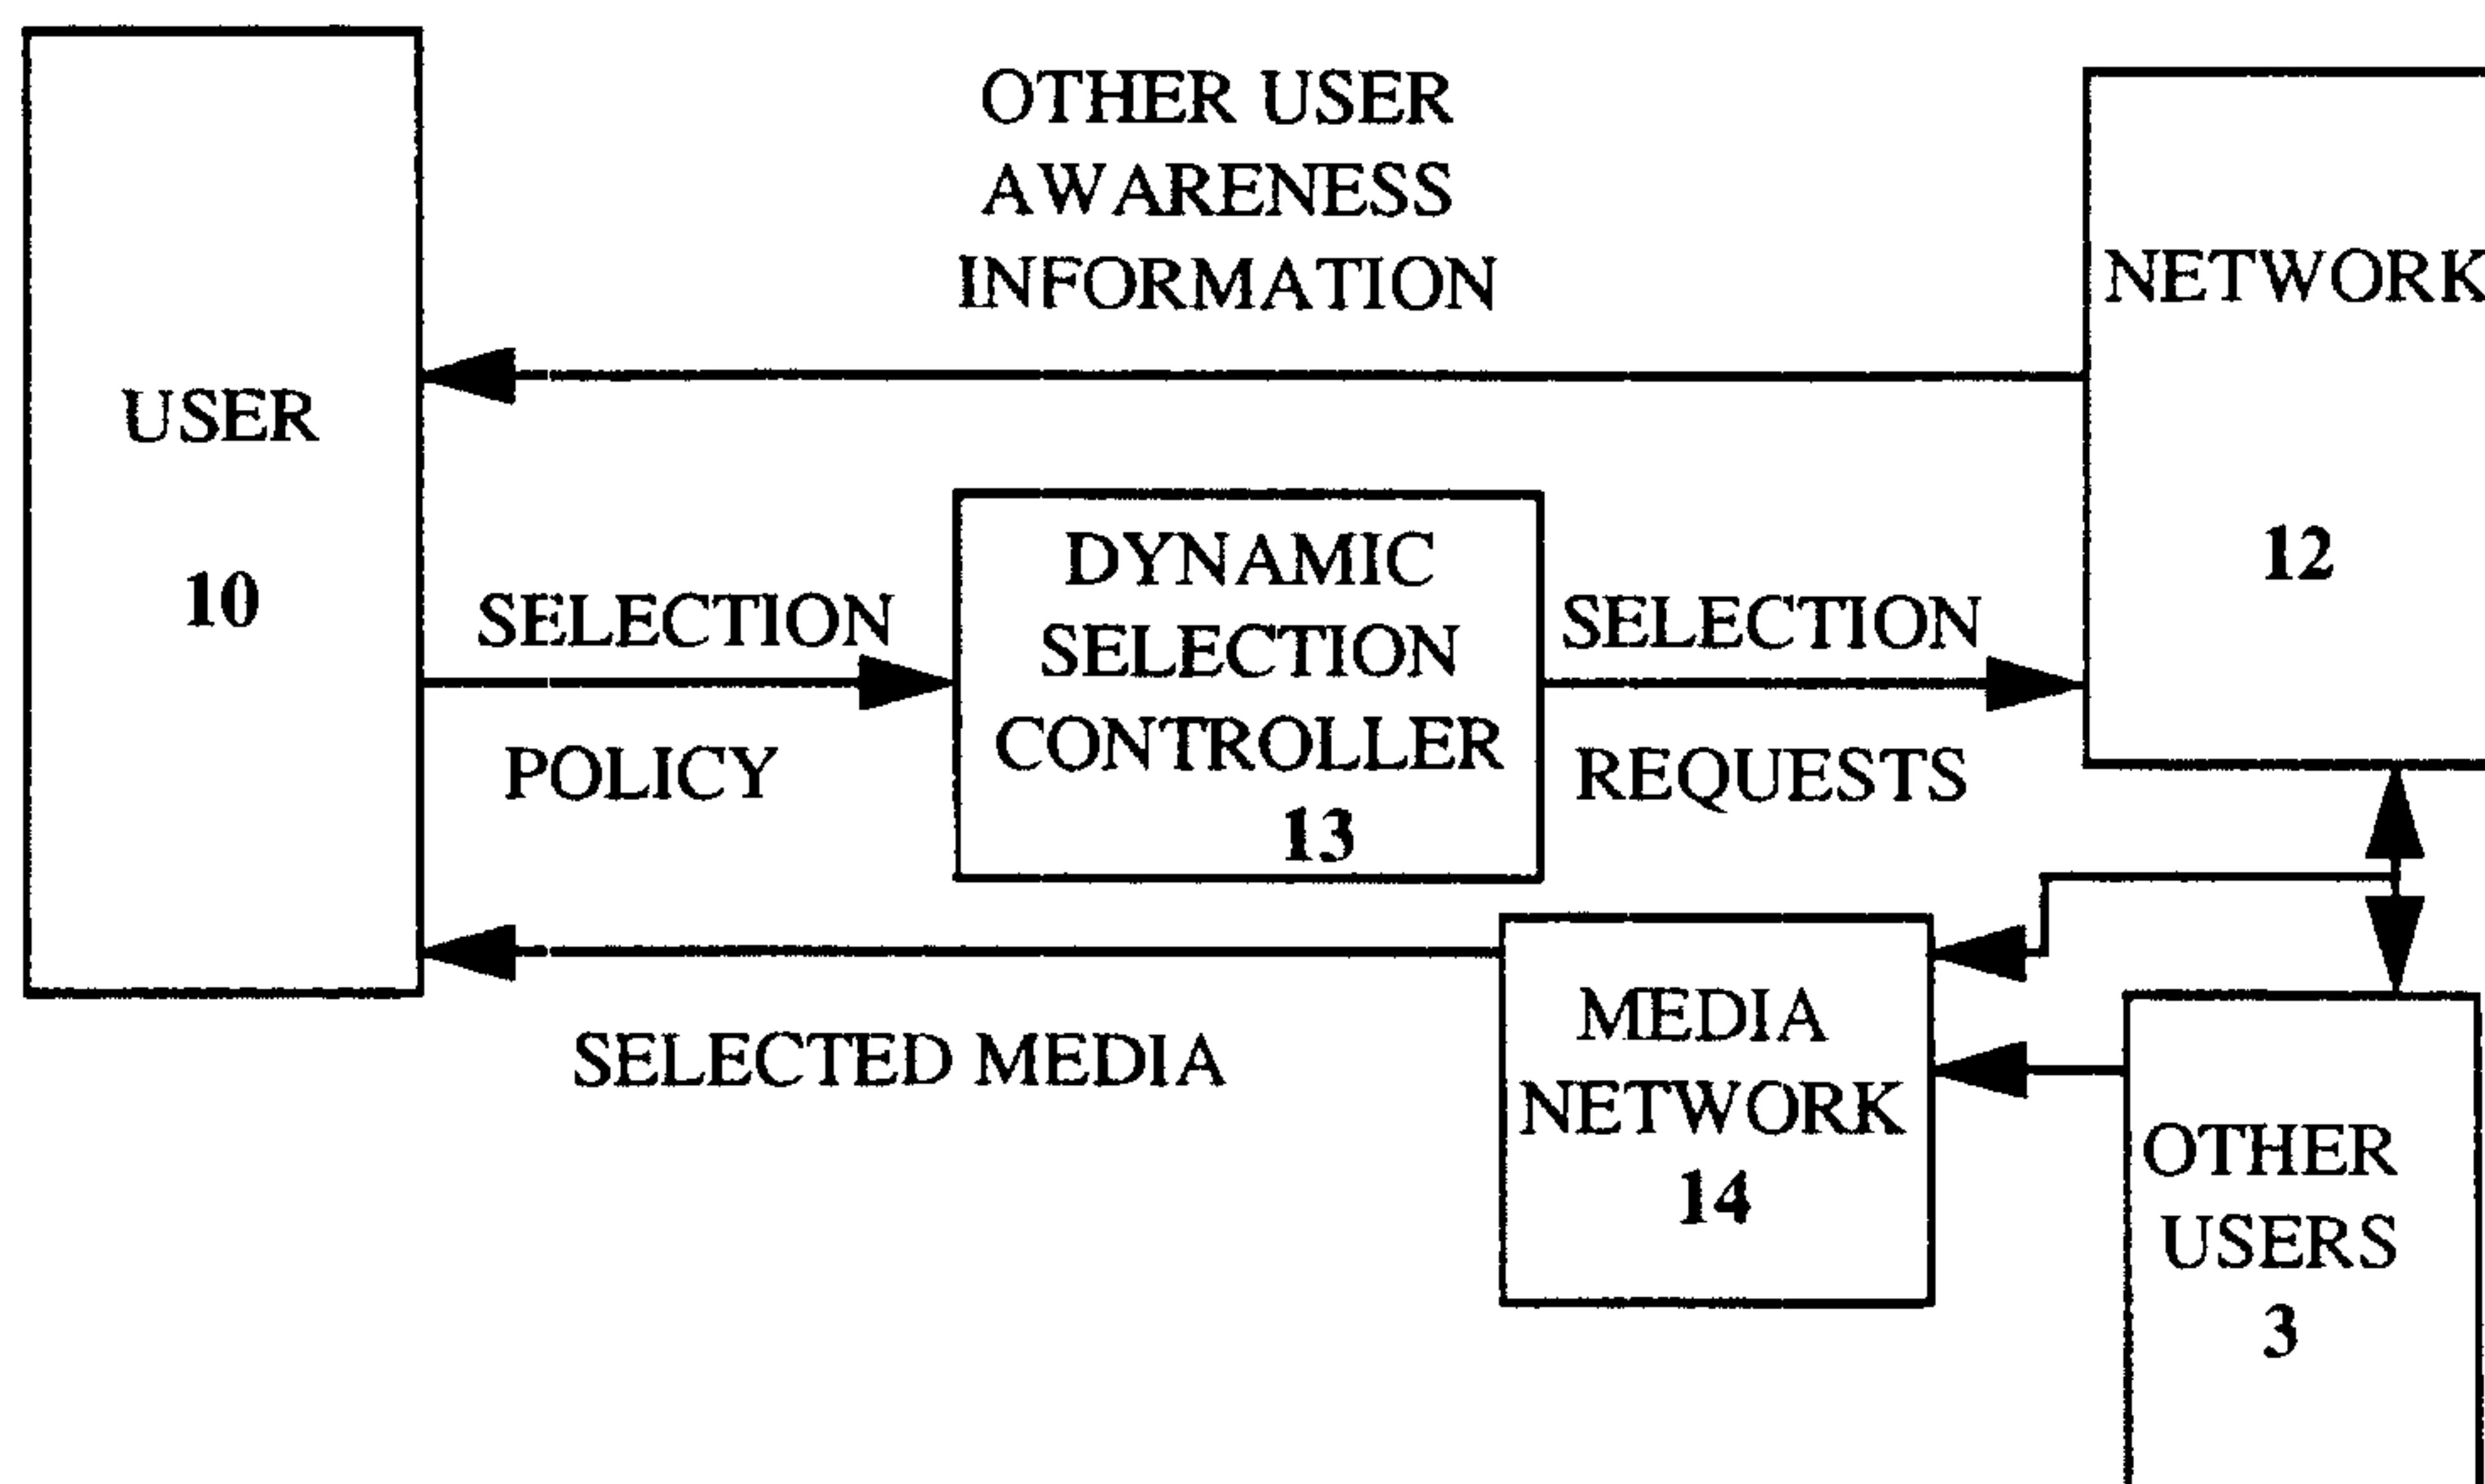 OTHER USER
AWARENESS
INFORMATION
NETWORK
12
USER
10
SELECTION
POLICY
DYNAMIC
SELECTION
CONTROLLER
13
SELECTION
REQUESTS
SELECTED MEDIA
MEDIA
NETWORK
14
OTHER
USERS
3